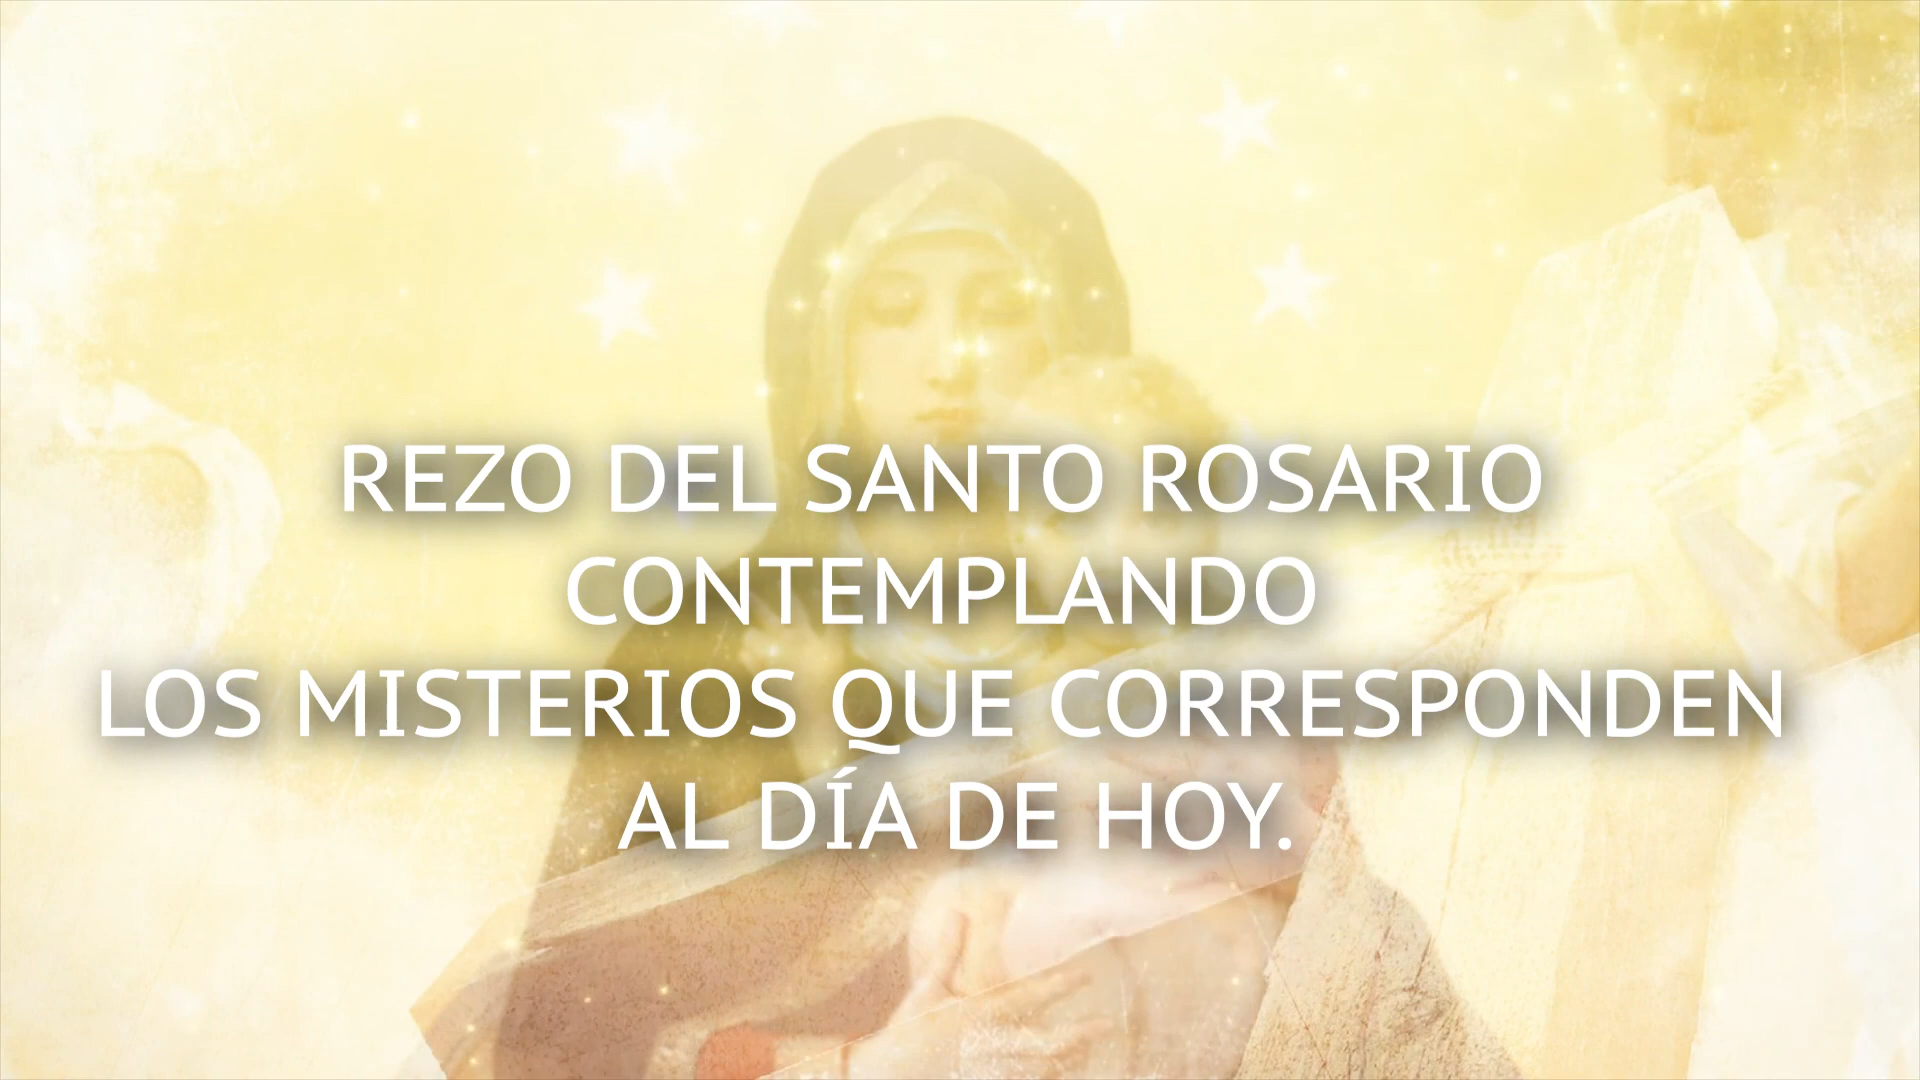 REZO DEL SANTO ROSARIO
CONTEMPLANDO
LOS MISTERIOS QUE CORRESPONDEN
AL DÍA DE HOY.